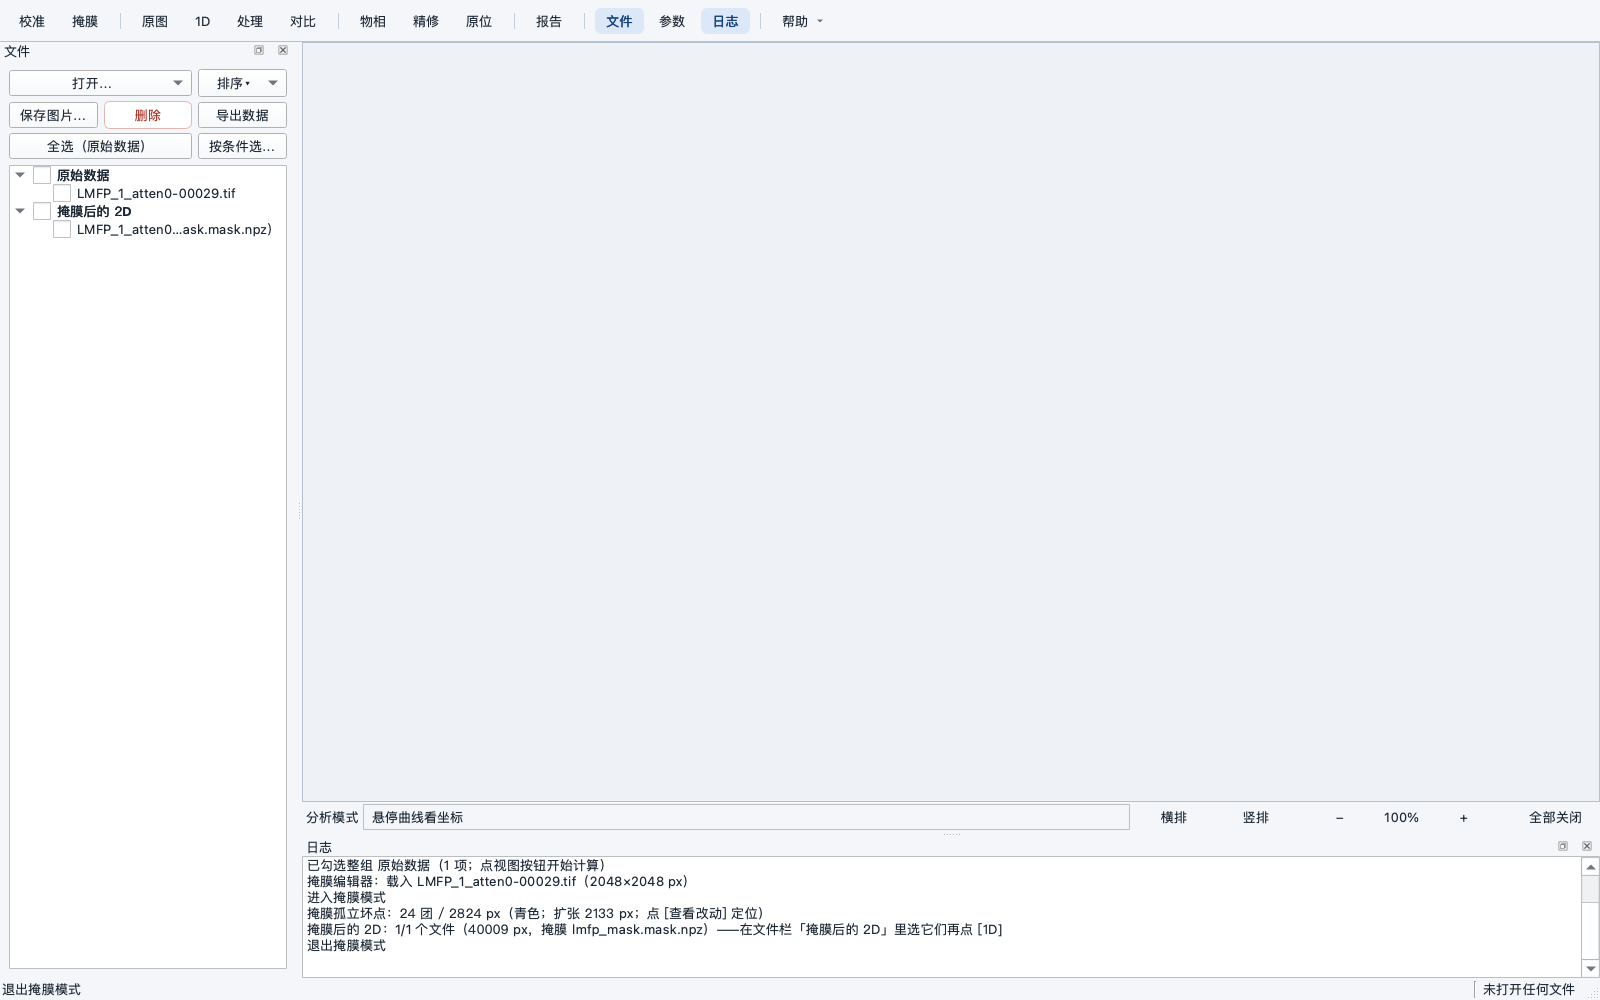 校准 掩膜 原图 1D 处理 对比 物相 精修 原位 报告 文件 参数 日志 帮助
文件
打开... 排序
保存图片... 删除 导出数据
全选（原始数据） 按条件选...
原始数据
LMFP_1_atten0-00029.tif
掩膜后的 2D
LMFP_1_atten0...ask.mask.npz)
分析模式 悬停曲线看坐标 横排 竖排 − 100% + 全部关闭
日志
已勾选整组 原始数据（1 项；点视图按钮开始计算）
掩膜编辑器：载入 LMFP_1_atten0-00029.tif（2048×2048 px）
进入掩膜模式
掩膜孤立坏点：24 团 / 2824 px（青色；扩张 2133 px；点 [查看改动] 定位）
掩膜后的 2D：1/1 个文件（40009 px，掩膜 lmfp_mask.mask.npz）——在文件栏「掩膜后的 2D」里选它们再点 [1D]
退出掩膜模式
退出掩膜模式 未打开任何文件